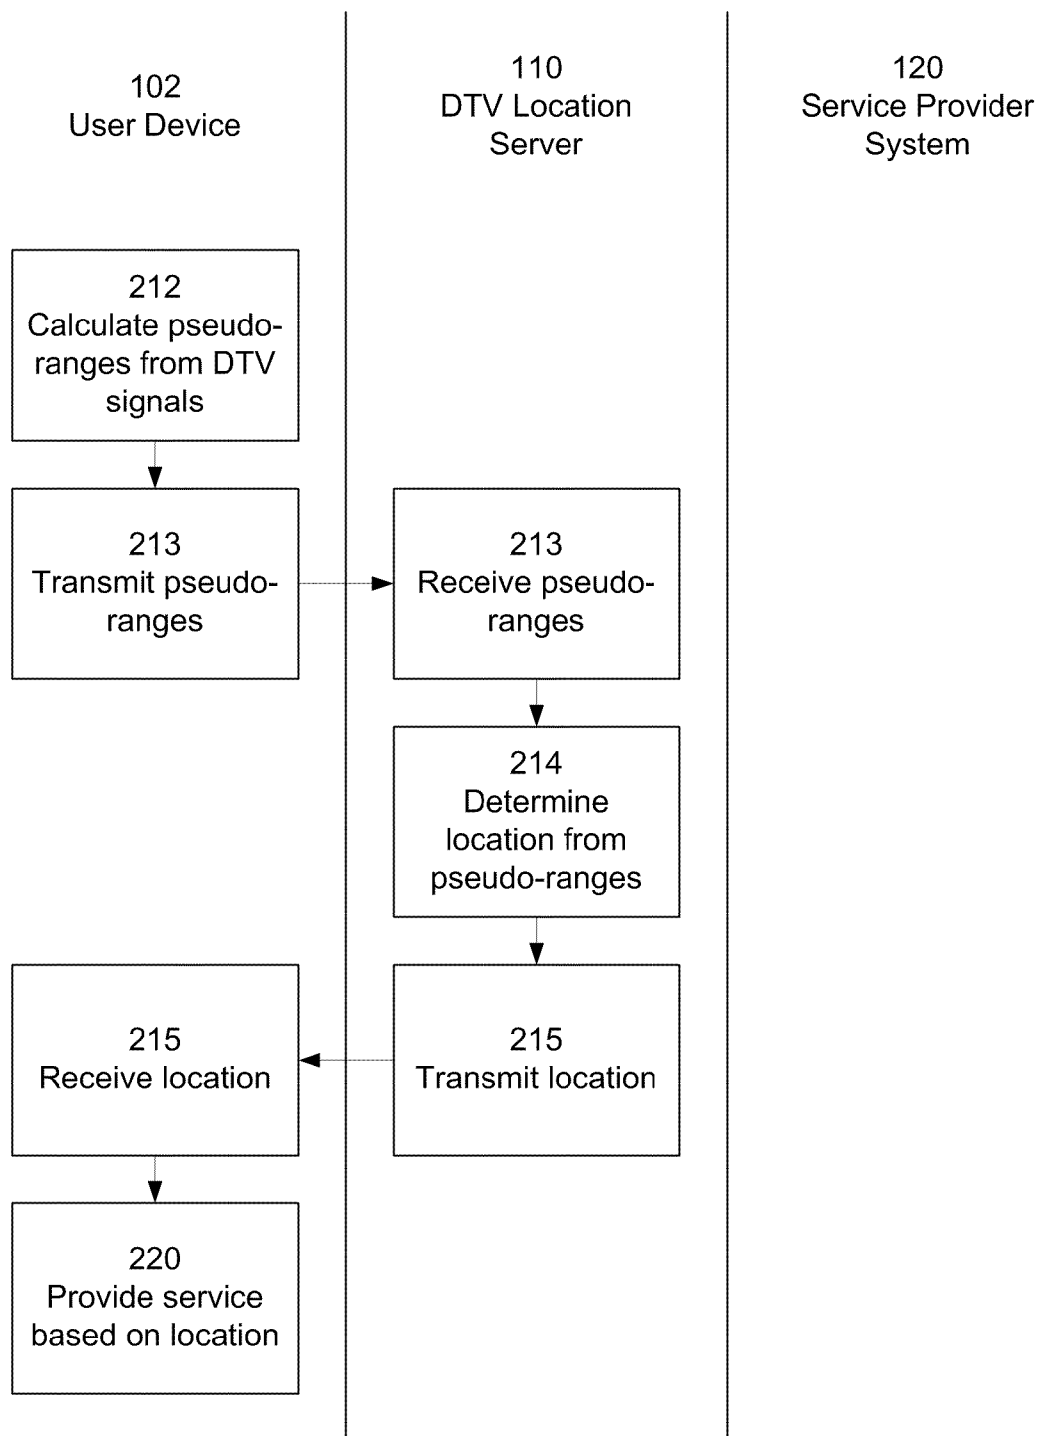 102
User Device
110
DTV Location
Server
120
Service Provider
System
212
Calculate pseudo-
ranges from DTV
signals
213
Transmit pseudo-
ranges
213
Receive pseudo-
ranges
214
Determine
location from
pseudo-ranges
215
Receive location
215
Transmit location
220
Provide service
based on location